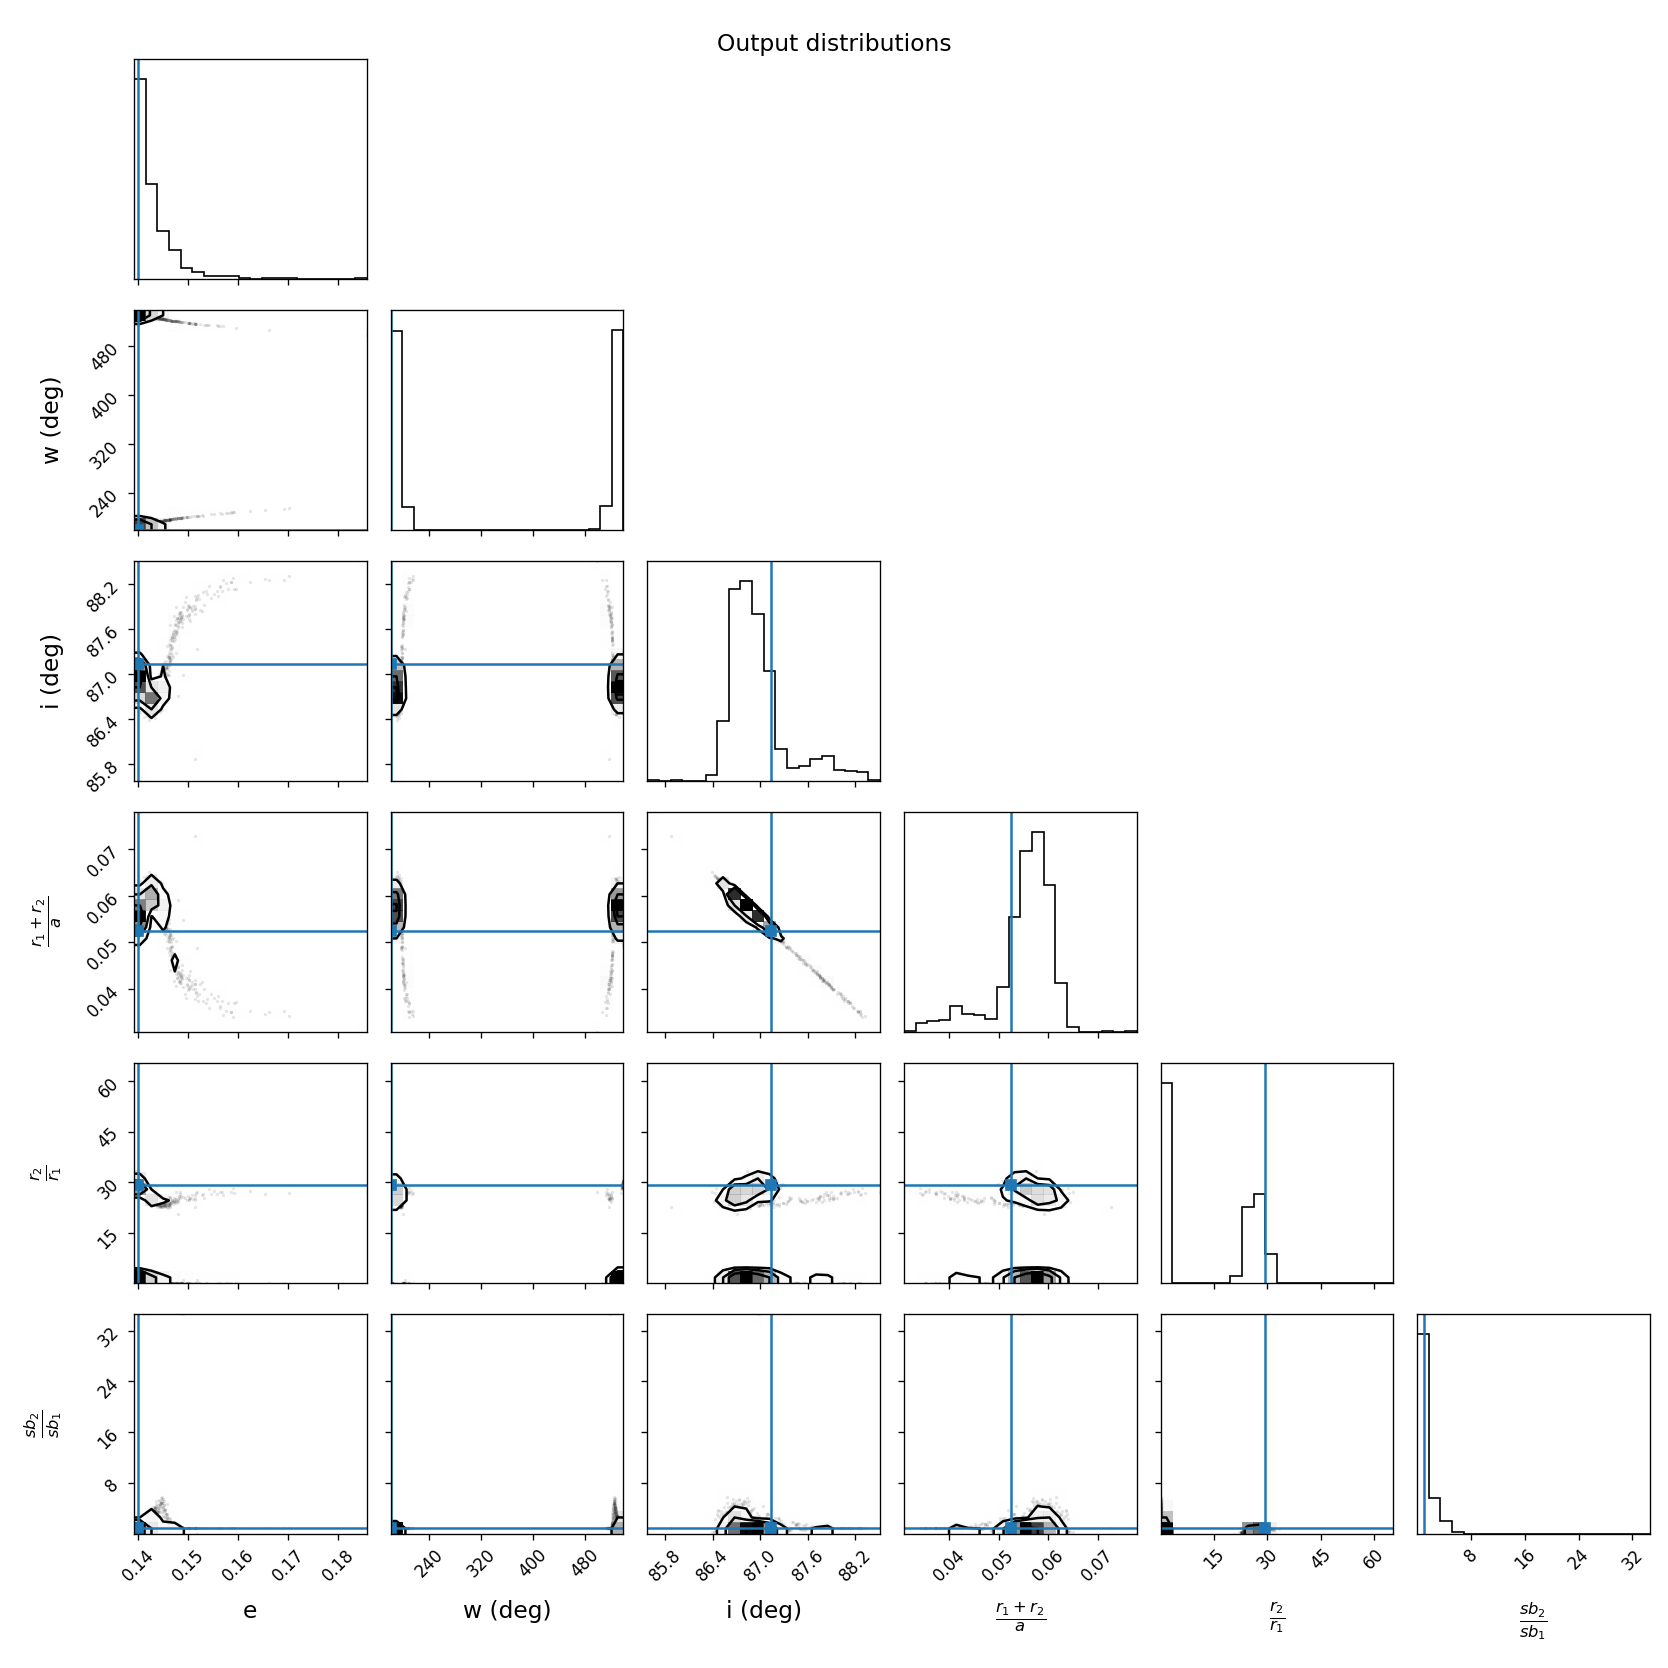 Output distributions
w (deg)
480
400
320
240
i (deg)
88.2
87.6
87.0
86.4
85.8
r1 + r2
a
0.07
0.06
0.05
0.04
r2
r1
60
45
30
15
sb2
sb1
32
24
16
8
0.14 0.15 0.16 0.17 0.18
240 320 400 480
85.8 86.4 87.0 87.6 88.2
0.04 0.05 0.06 0.07
15 30 45 60
8 16 24 32
e
w (deg)
i (deg)
r1 + r2
a
r2
r1
sb2
sb1